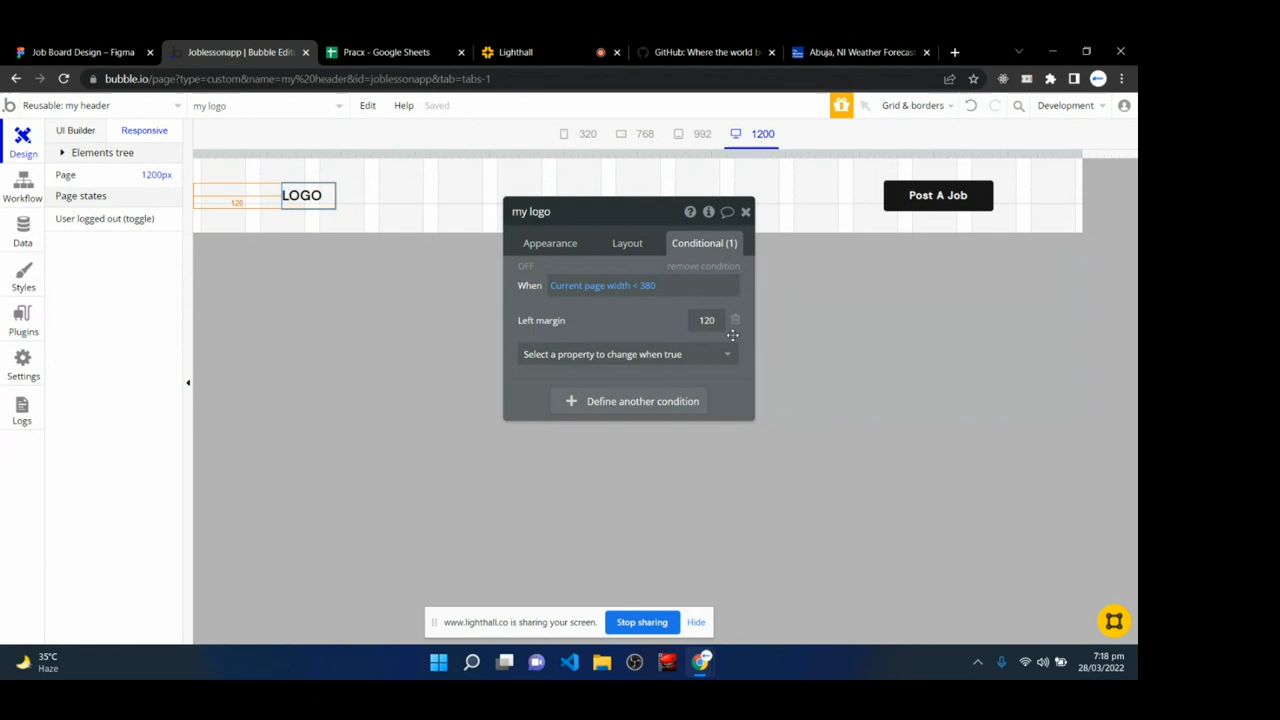 Job Board Design – Figma
Joblessonapp | Bubble Edit
Pracx - Google Sheets
Lighthall
GitHub: Where the world b
Abuja, NI Weather Forecas
bubble.io/page?type=custom&name=my%20header&id=joblessonapp&tab=tabs-1
Reusable: my header
my logo
Edit
Help
Saved
Grid & borders
Development
Design
UI Builder
Responsive
320
768
992
1200
Elements tree
Page
1200px
Page states
User logged out (toggle)
Workflow
Data
Styles
Plugins
Settings
Logs
120
LOGO
Post A Job
my logo
Appearance
Layout
Conditional (1)
OFF
remove condition
When
Current page width < 380
Left margin
120
Select a property to change when true
Define another condition
www.lighthall.co is sharing your screen.
Stop sharing
Hide
35°C
Haze
7:18 pm
28/03/2022